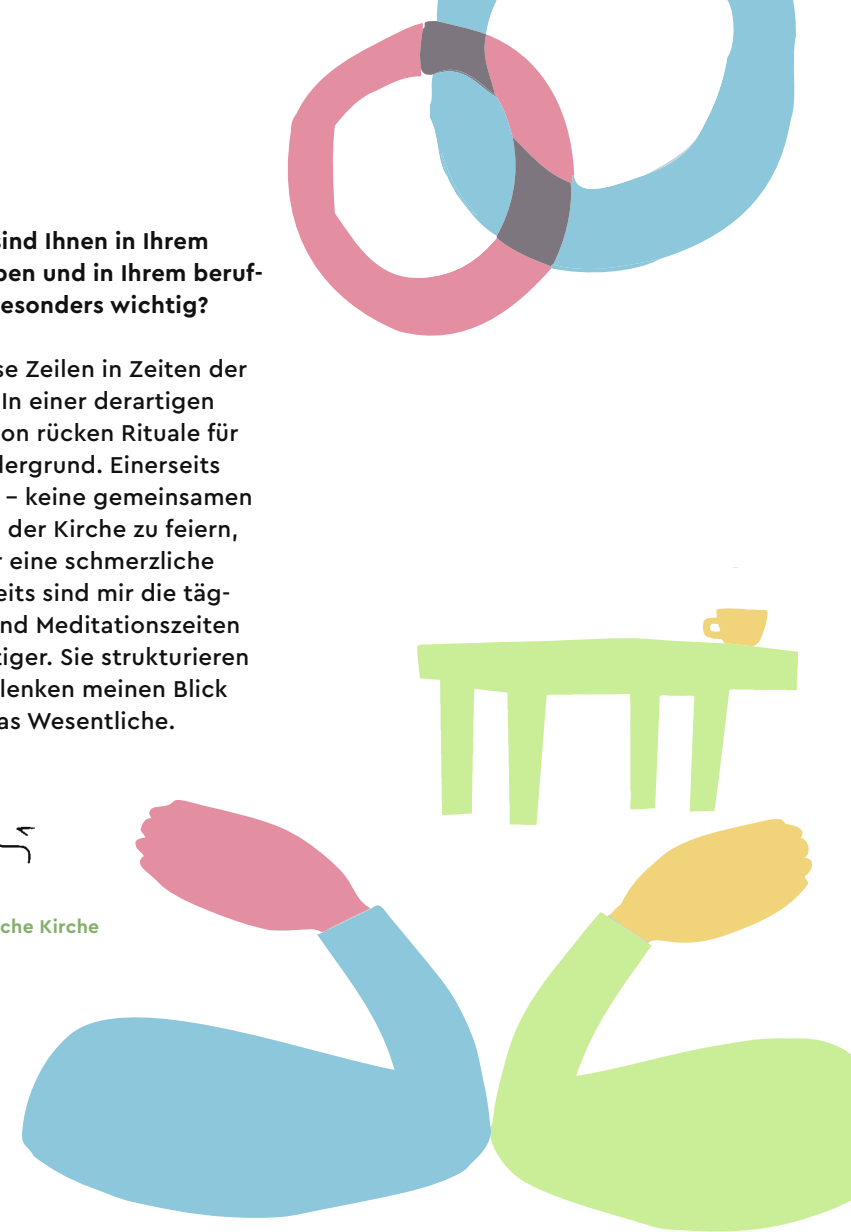 sind Ihnen in Ihrem
ben und in Ihrem beruf-
esonders wichtig?
se Zeilen in Zeiten der
In einer derartigen
on rücken Rituale für
dergrund. Einerseits
– keine gemeinsamen
der Kirche zu feiern,
r eine schmerzliche
eits sind mir die täg-
nd Meditationszeiten
tiger. Sie strukturieren
lenken meinen Blick
as Wesentliche.
che Kirche